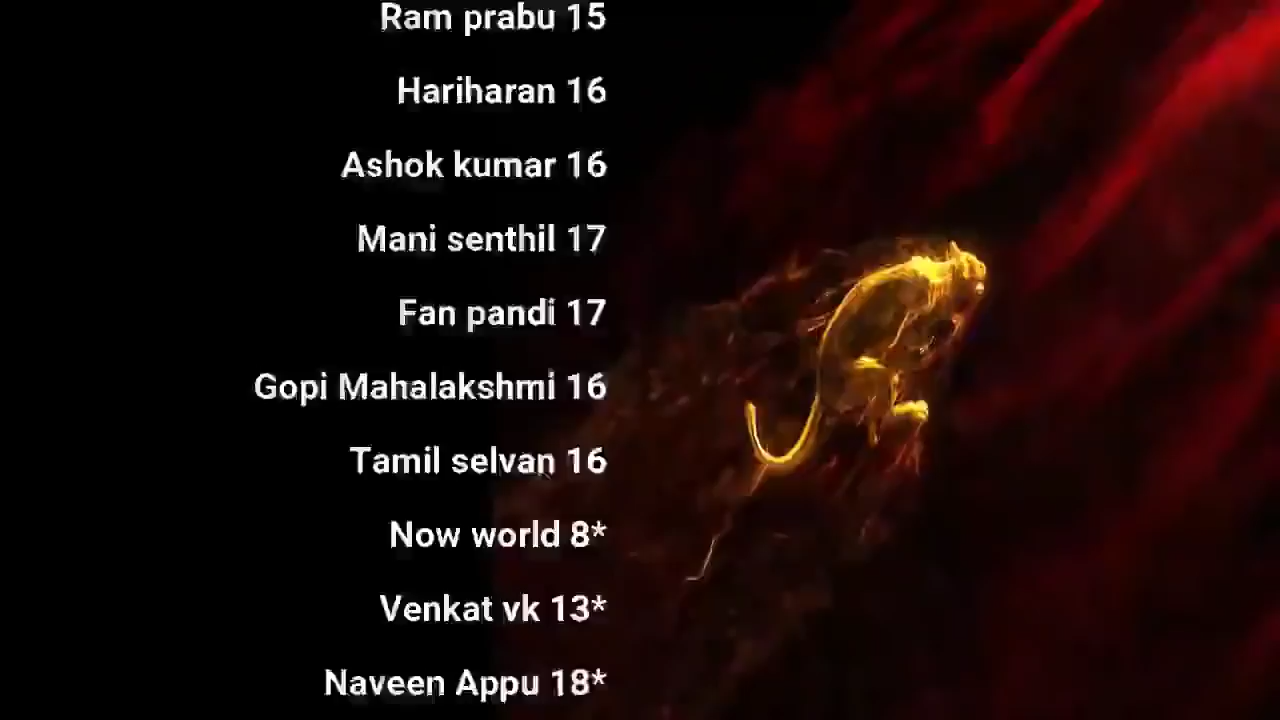 Ram prabu 15
Hariharan 16
Ashok kumar 16
Mani senthil 17
Fan pandi 17
Gopi Mahalakshmi 16
Tamil selvan 16
Now world 8*
Venkat vk 13*
Naveen Appu 18*